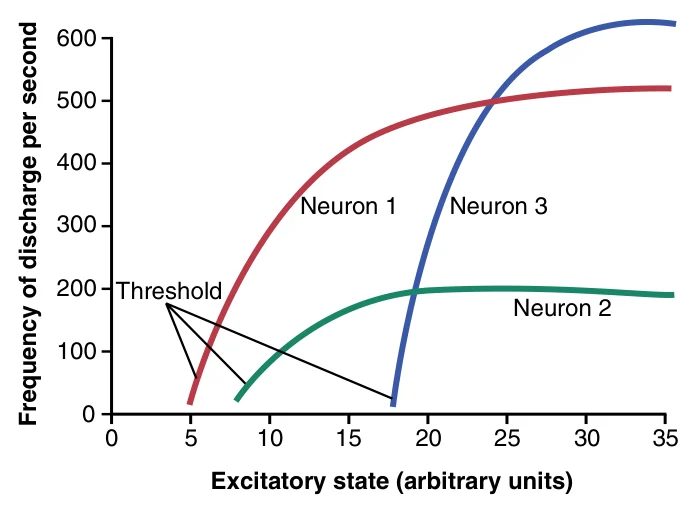 Frequency of discharge per second
600
500
400
300
200
100
0
Threshold
Neuron 1
Neuron 3
Neuron 2
0 5 10 15 20 25 30 35
Excitatory state (arbitrary units)